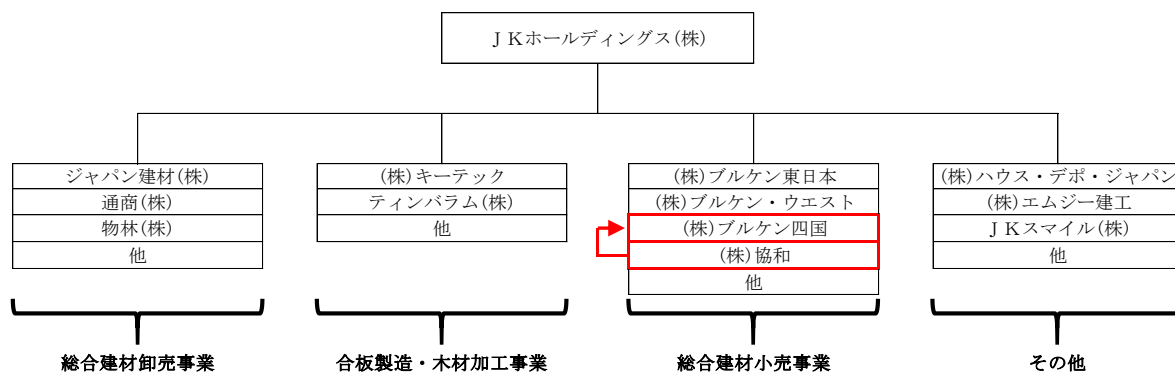 ＪＫホールディングス(株)
ジャパン建材(株)
通商(株)
物林(株)
他
(株)キーテック
ティンバラム(株)
他
(株)ブルケン東日本
(株)ブルケン・ウエスト
(株)ブルケン四国
(株)協和
他
(株)ハウス・デポ・ジャパン
(株)エムジー建工
ＪＫスマイル(株)
他
総合建材卸売事業
合板製造・木材加工事業
総合建材小売事業
その他